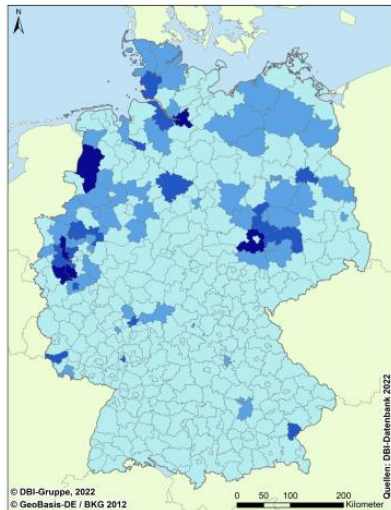 N
Quellen: DBI-Datenbank 2022
© DBI-Gruppe, 2022
© GeoBasis-DE / BKG 2012
0 50 100 200
Kilometer